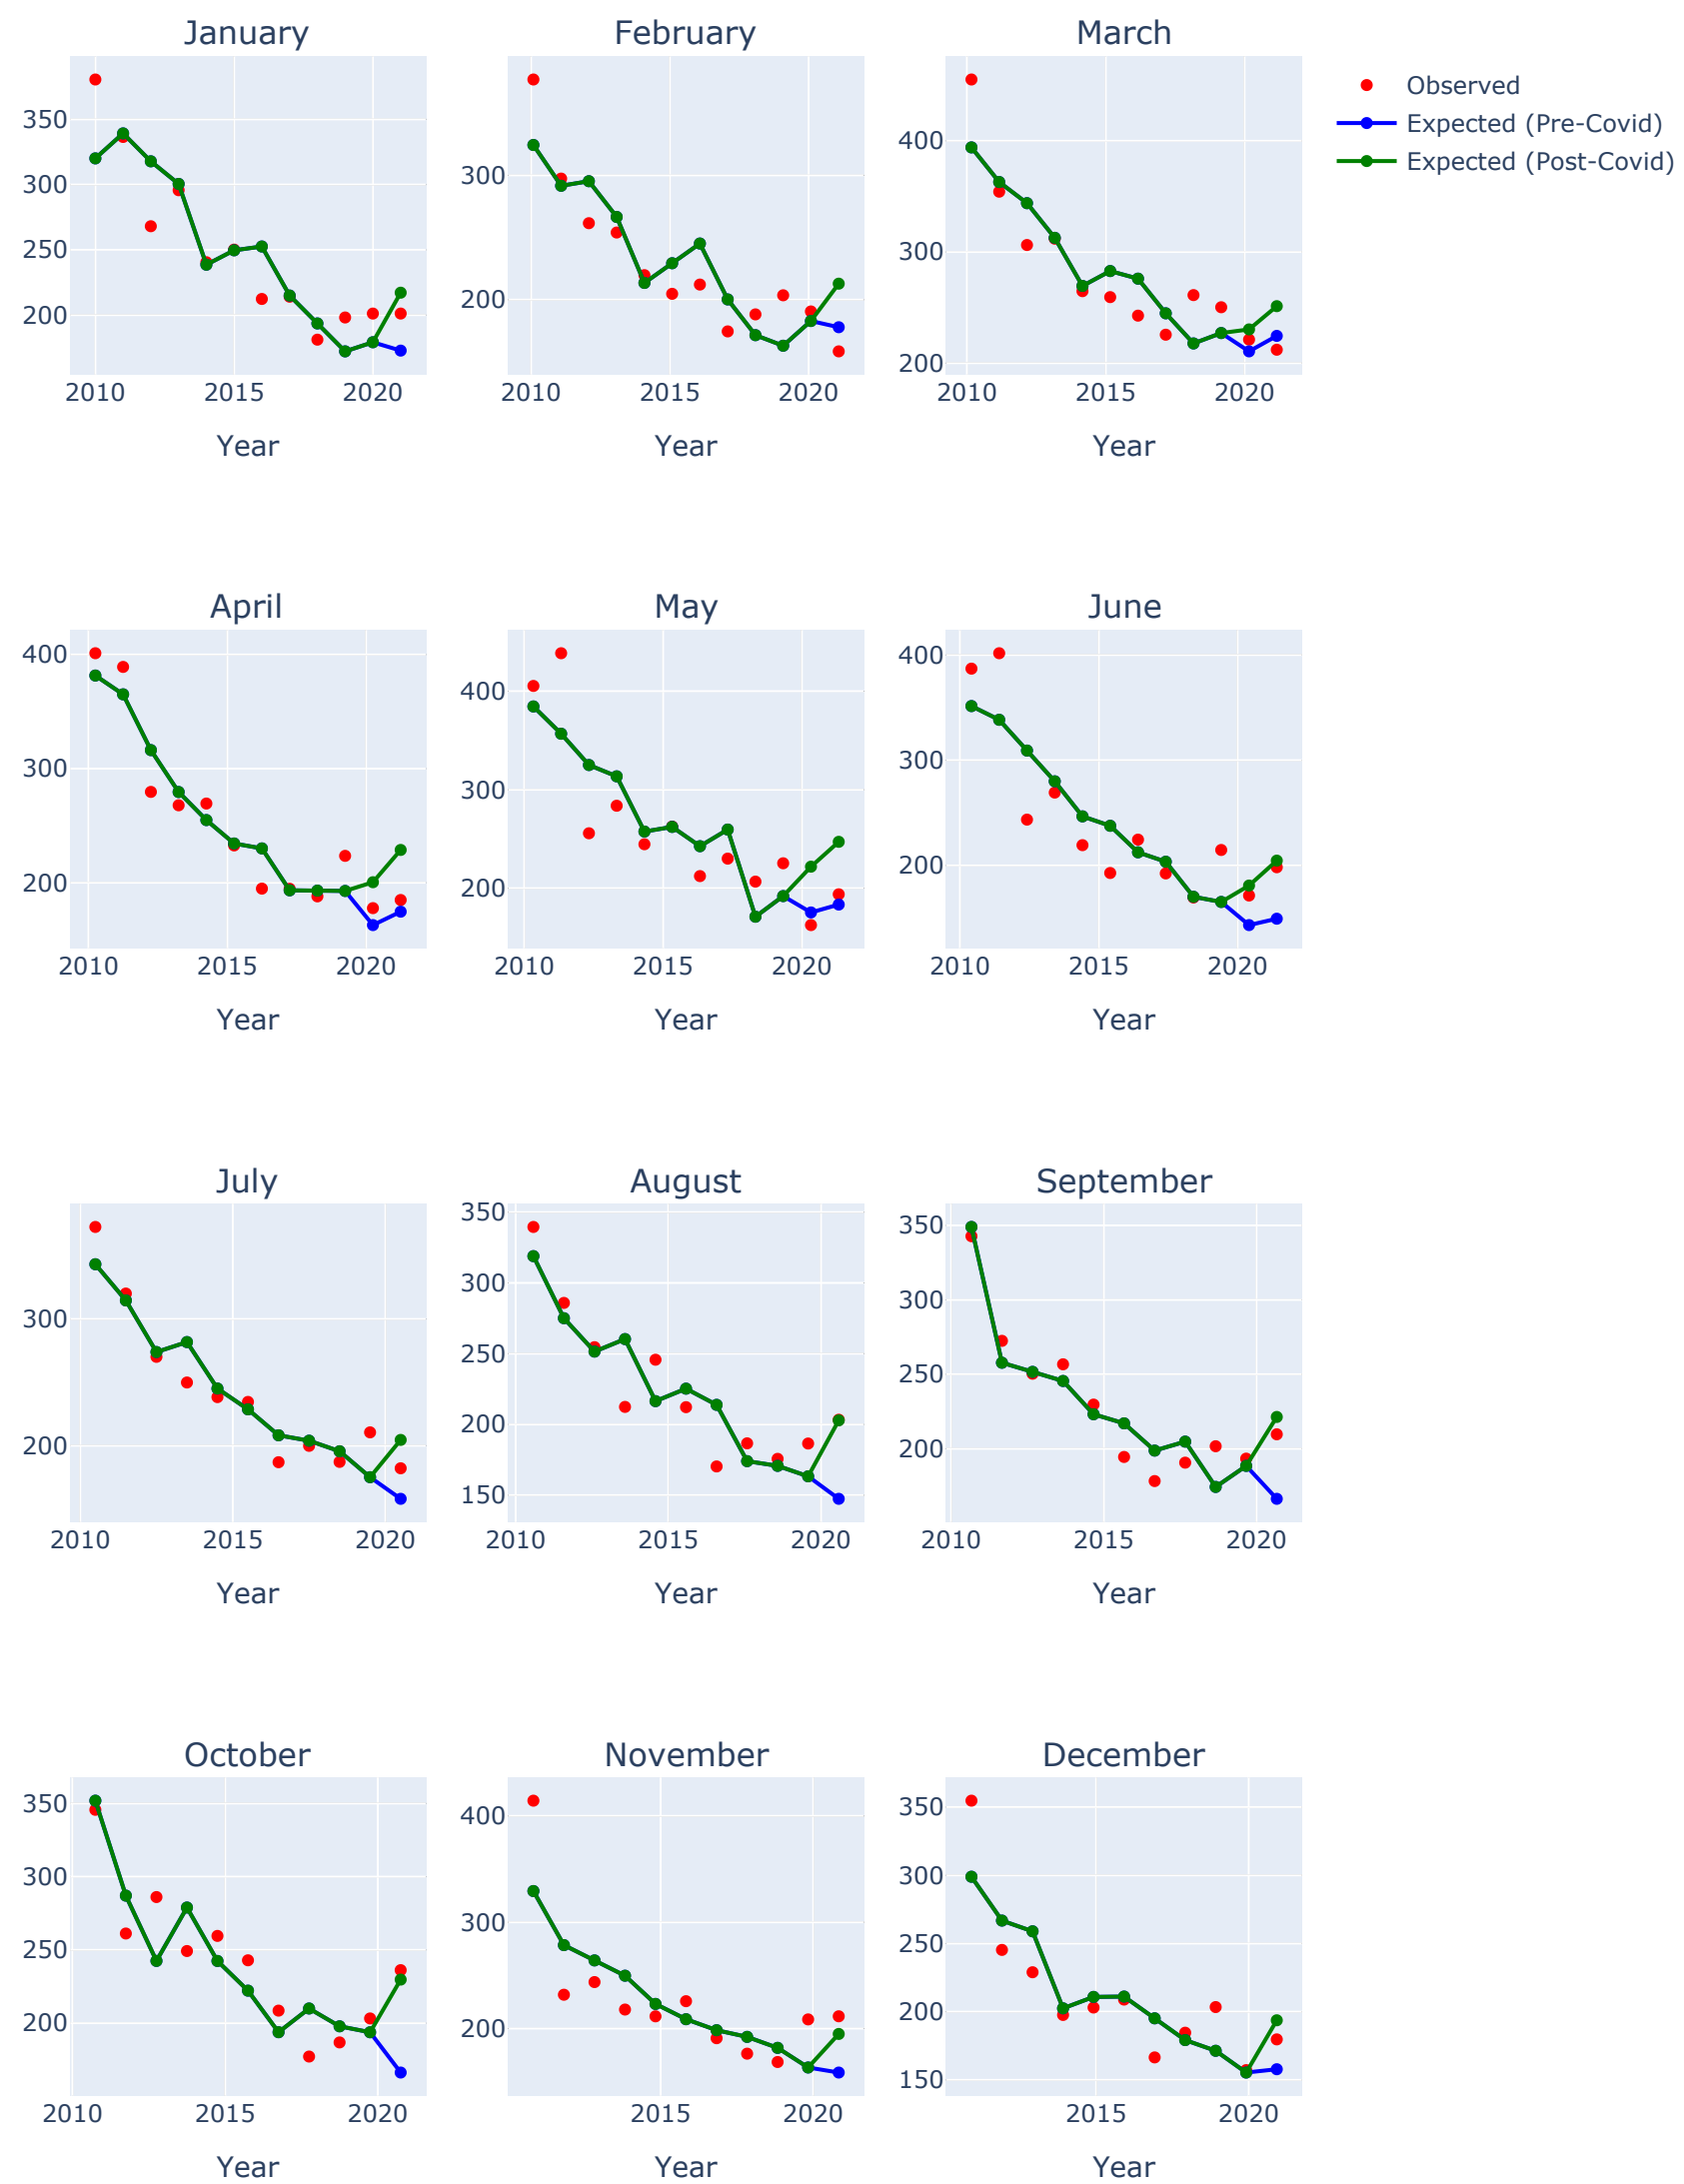 January
February
March
Observed
Expected (Pre-Covid)
Expected (Post-Covid)
350
300
250
200
2010
2015
2020
Year
300
200
2010
2015
2020
Year
400
300
200
2010
2015
2020
Year
April
May
June
400
300
200
2010
2015
2020
Year
400
300
200
2010
2015
2020
Year
400
300
200
2010
2015
2020
Year
July
August
September
300
200
2010
2015
2020
Year
350
300
250
200
150
2010
2015
2020
Year
350
300
250
200
2010
2015
2020
Year
October
November
December
350
300
250
200
2010
2015
2020
Year
400
300
200
2015
2020
Year
350
300
250
200
150
2015
2020
Year